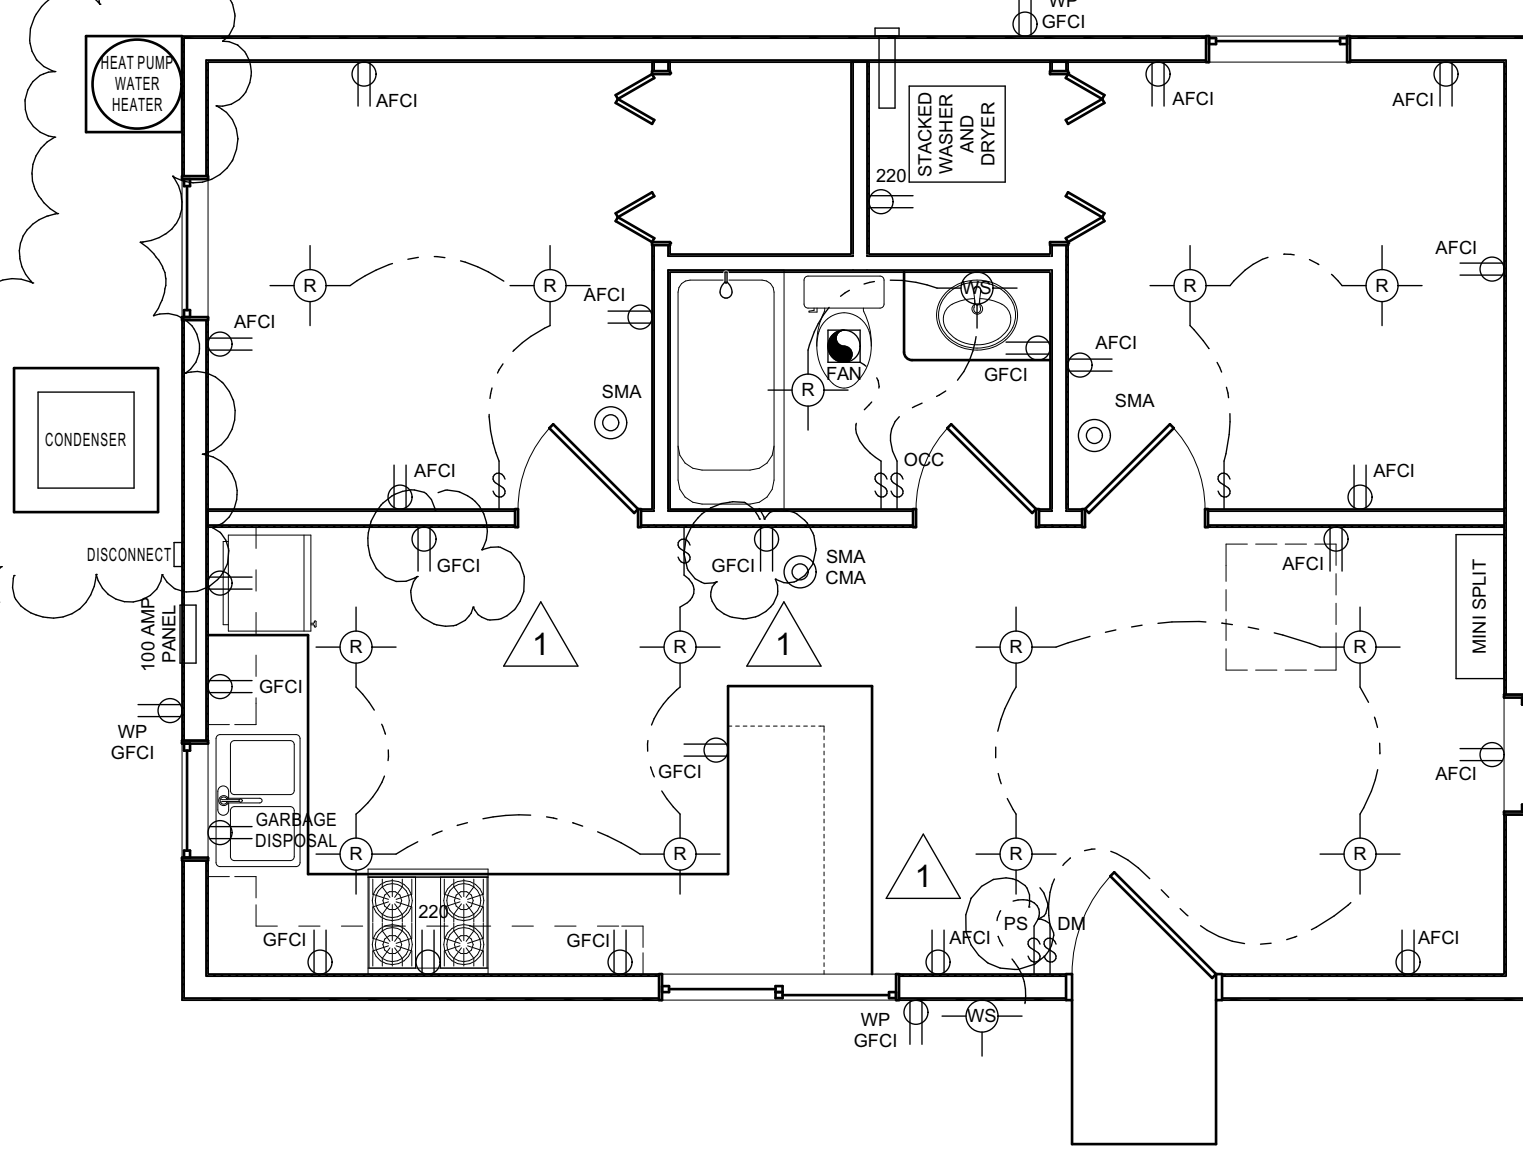 WP
GFCI
HEAT PUMP
WATER
HEATER
AFCI
STACKED
WASHER
AND
DRYER
AFCI
AFCI
220
AFCI
R
R
AFCI
WS
R
R
AFCI
FAN
GFCI
AFCI
R
SMA
SMA
CONDENSER
AFCI
S
S
S
OCC
S
AFCI
DISCONNECT
GFCI
S
GFCI
SMA
CMA
AFCI
MINI SPLIT
100 AMP
PANEL
R
1
R
1
R
R
GFCI
WP
GFCI
GFCI
AFCI
GARBAGE
DISPOSAL
R
R
R
R
1
220
GFCI
GFCI
AFCI
PS
DM
S
S
AFCI
WP
GFCI
WS